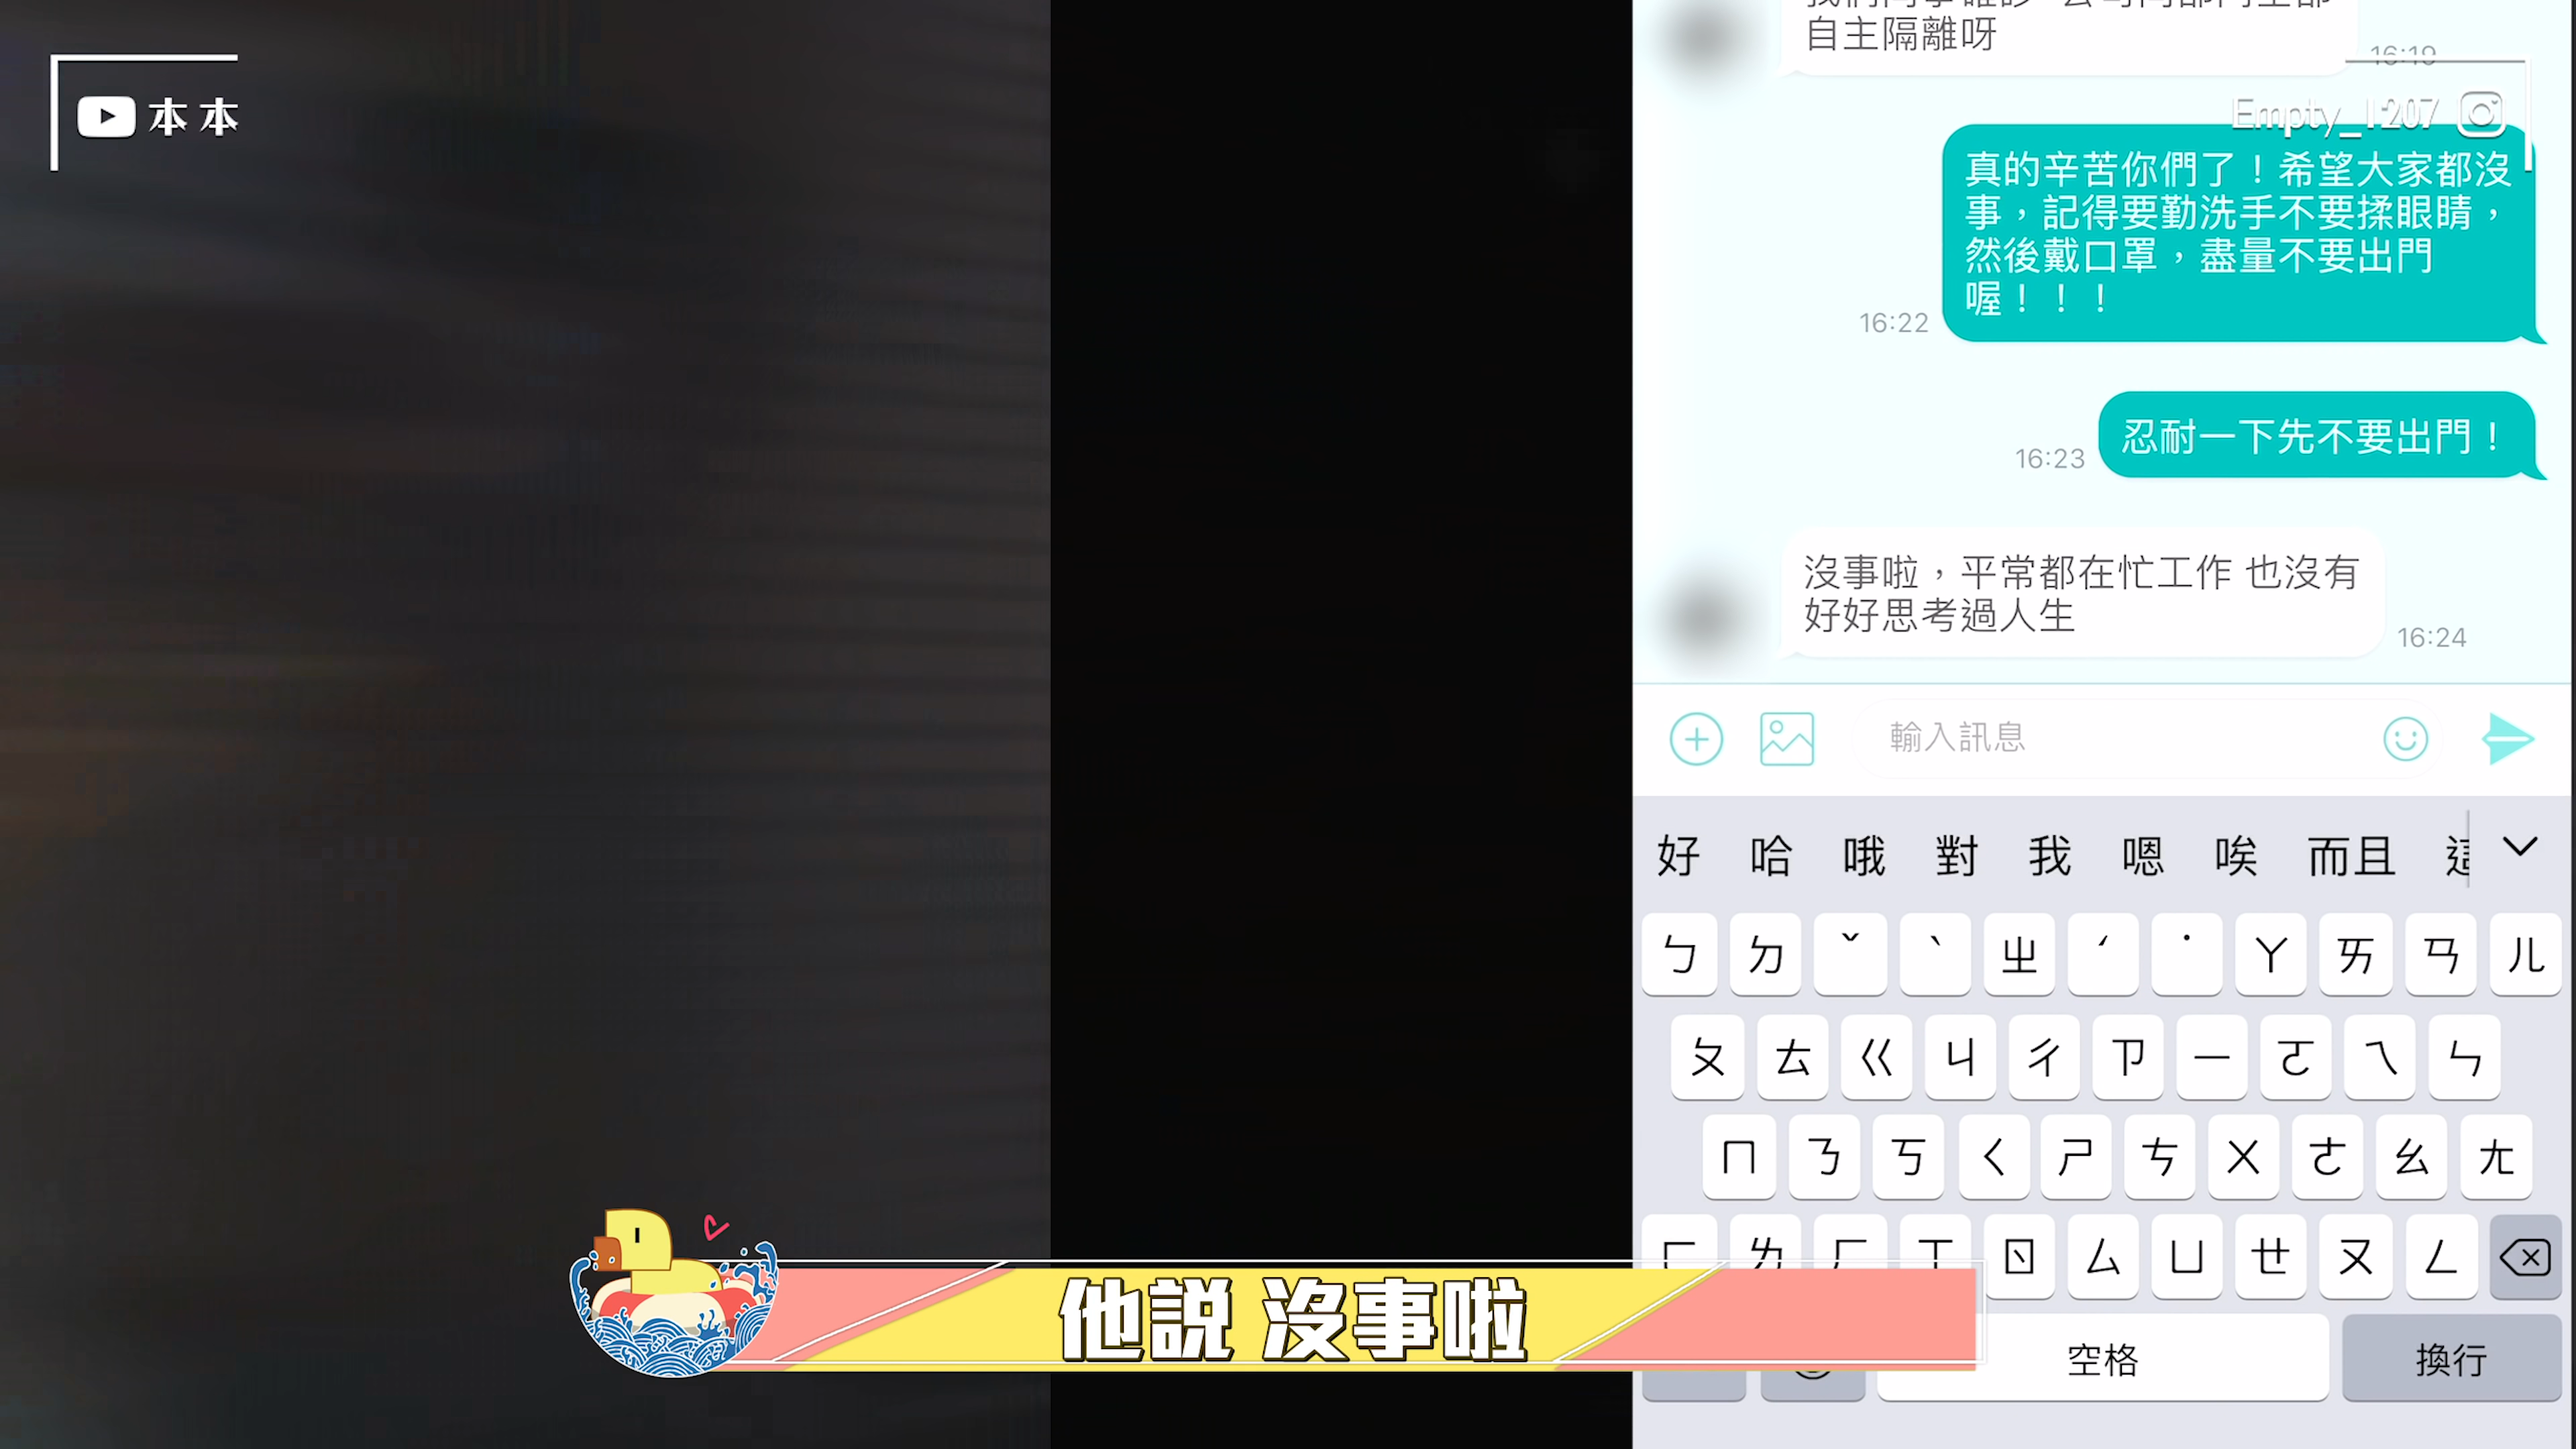 本本
自主隔離呀
16:19
Empty_1207
真的辛苦你們了！希望大家都沒
事，記得要勤洗手不要揉眼睛，
然後戴口罩，盡量不要出門
喔！！！
16:22
忍耐一下先不要出門！
16:23
沒事啦，平常都在忙工作 也沒有
好好思考過人生
16:24
輸入訊息
好 哈 哦 對 我 嗯 唉 而且
ㄅ ㄉ ˇ ˋ ㄓ ˊ ˙ ㄚ ㄞ ㄢ ㄦ
ㄆ ㄊ ㄍ ㄐ ㄔ ㄗ ㄧ ㄛ ㄟ ㄣ
ㄇ ㄋ ㄎ ㄑ ㄕ ㄘ ㄨ ㄜ ㄠ ㄤ
ㄈ ㄌ ㄏ ㄒ ㄖ ㄙ ㄩ ㄝ ㄡ ㄥ
空格 換行
他説 沒事啦